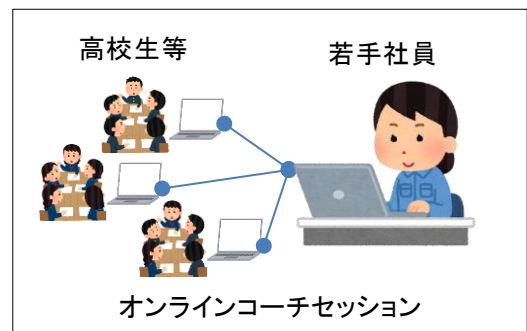 高校生等
若手社員
オンラインコーチセッション